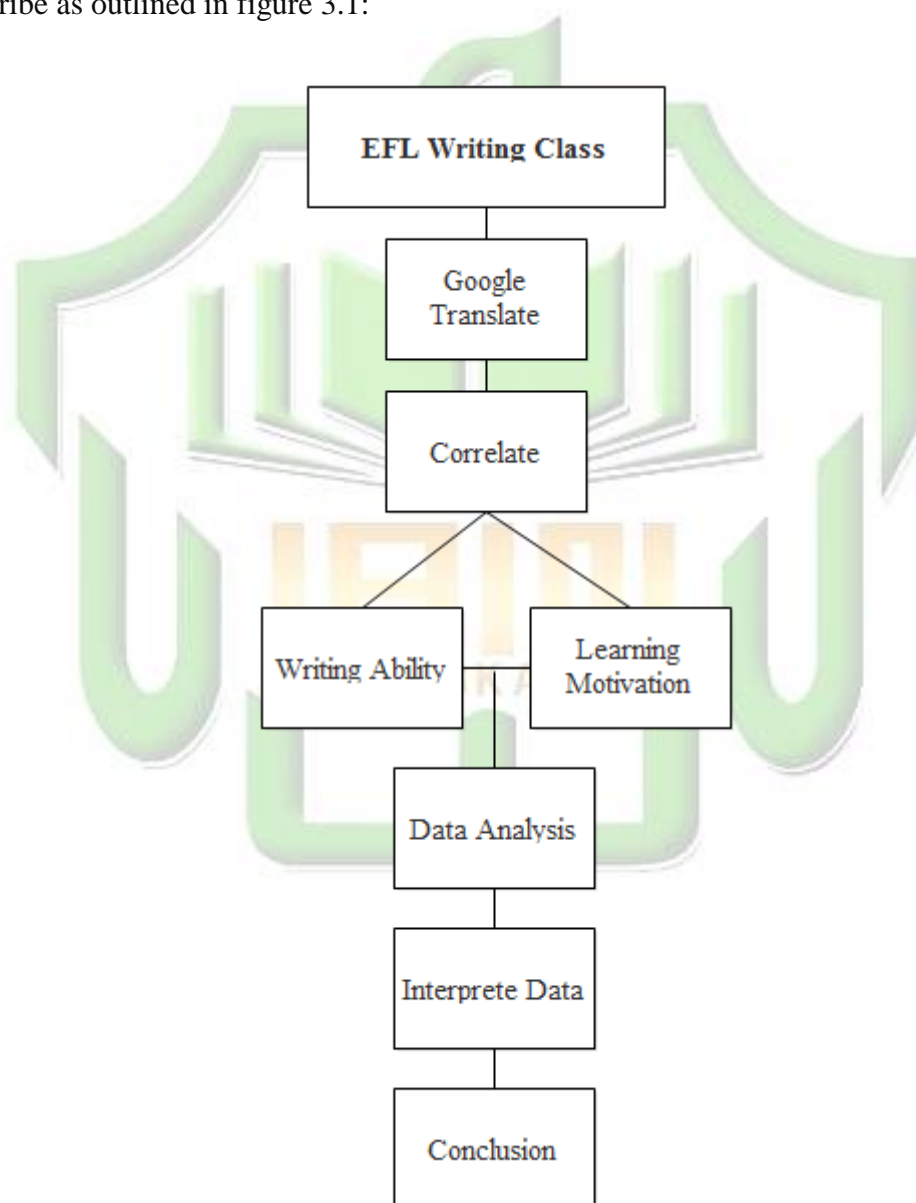 ribe as outlined in figure 3.1:
EFL Writing Class
Google
Translate
Correlate
Writing Ability
Learning
Motivation
Data Analysis
Interprete Data
Conclusion